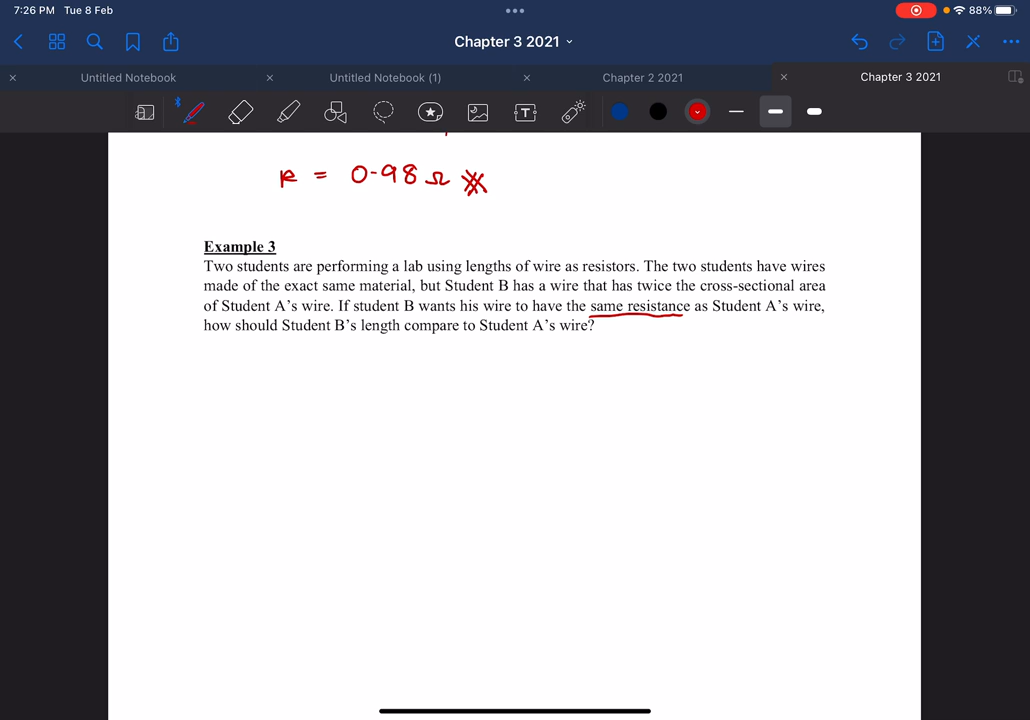 7:26 PM Tue 8 Feb
88%
Chapter 3 2021
Untitled Notebook
Untitled Notebook (1)
Chapter 2 2021
Chapter 3 2021
R = 0.98 Ω
Example 3
Two students are performing a lab using lengths of wire as resistors. The two students have wires
made of the exact same material, but Student B has a wire that has twice the cross-sectional area
of Student A's wire. If student B wants his wire to have the same resistance as Student A's wire,
how should Student B's length compare to Student A's wire?